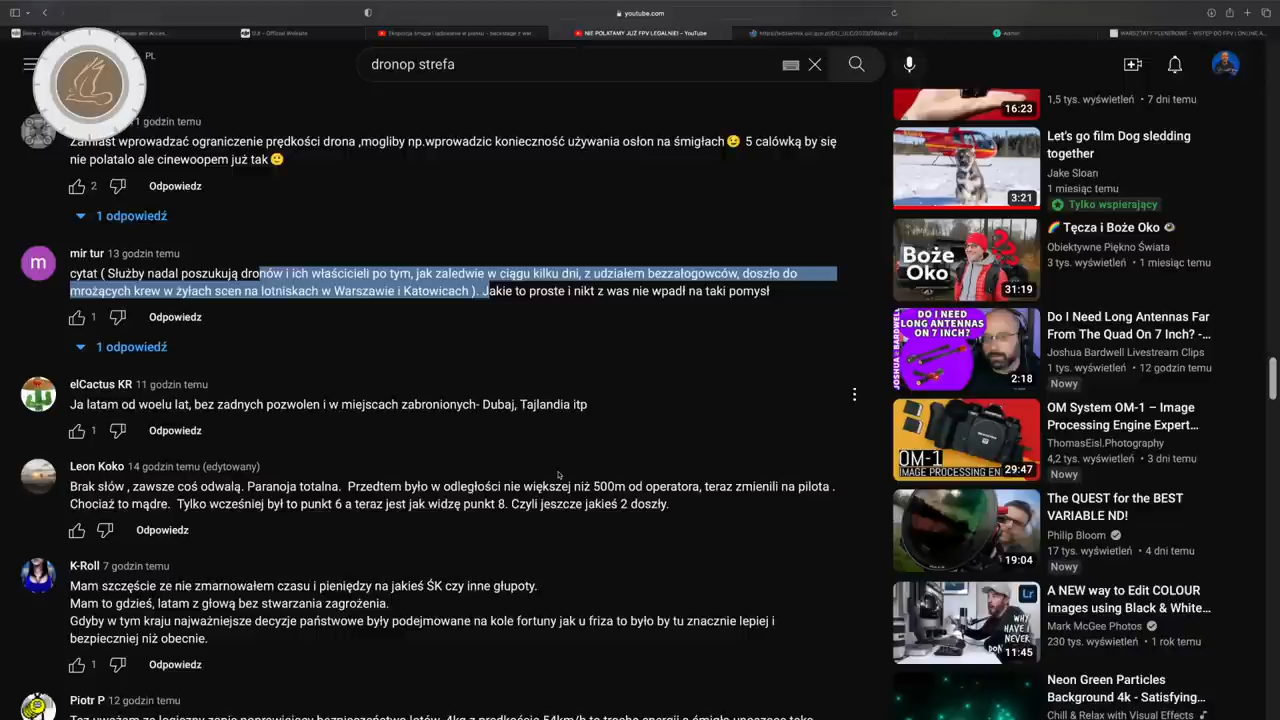 youtube.com
DJI - Official Website
NIE POLATAMY JUŻ FPV LEGALNIE! - YouTube
Admin
PL
dronop strefa
11 godzin temu
Zamiast wprowadzać ograniczenie prędkości drona ,mogliby np.wprowadzic konieczność używania osłon na śmigłach😉 5 calówką by się
nie polatalo ale cinewoopem już tak🙂
2
Odpowiedz
1 odpowiedź
m
mir tur 13 godzin temu
cytat ( Służby nadal poszukują dronów i ich właścicieli po tym, jak zaledwie w ciągu kilku dni, z udziałem bezzałogowców, doszło do
mrożących krew w żyłach scen na lotniskach w Warszawie i Katowicach ). Jakie to proste i nikt z was nie wpadł na taki pomysł
1
Odpowiedz
1 odpowiedź
elCactus KR 11 godzin temu
Ja latam od woelu lat, bez zadnych pozwolen i w miejscach zabronionych- Dubaj, Tajlandia itp
1
Odpowiedz
Leon Koko 14 godzin temu (edytowany)
Brak słów , zawsze coś odwalą. Paranoja totalna. Przedtem było w odległości nie większej niż 500m od operatora, teraz zmienili na pilota .
Chociaż to mądre. Tylko wcześniej był to punkt 6 a teraz jest jak widzę punkt 8. Czyli jeszcze jakieś 2 doszły.
Odpowiedz
K-Roll 7 godzin temu
Mam szczęście ze nie zmarnowałem czasu i pieniędzy na jakieś ŚK czy inne głupoty.
Mam to gdzieś, latam z głową bez stwarzania zagrożenia.
Gdyby w tym kraju najważniejsze decyzje państwowe były podejmowane na kole fortuny jak u friza to było by tu znacznie lepiej i
bezpieczniej niż obecnie.
1
Odpowiedz
Piotr P 12 godzin temu
16:23
1,5 tys. wyświetleń • 7 dni temu
3:21
Let's go film Dog sledding
together
Jake Sloan
1 miesiąc temu
Tylko wspierający
Boże
Oko
31:19
🌈 Tęcza i Boże Oko 👁
Obiektywne Piękno Świata
3 tys. wyświetleń • 1 miesiąc temu
DO I NEED
LONG ANTENNAS
ON 7 INCH?
JOSHUA BARDWELL
2:18
Do I Need Long Antennas Far
From The Quad On 7 Inch? -...
Joshua Bardwell Livestream Clips
1 tys. wyświetleń • 12 godzin temu
Nowy
OM-1
IMAGE PROCESSING EN
29:47
OM System OM-1 – Image
Processing Engine Expert...
ThomasEisl.Photography
4,2 tys. wyświetleń • 3 dni temu
Nowy
19:04
The QUEST for the BEST
VARIABLE ND!
Philip Bloom
17 tys. wyświetleń • 4 dni temu
Nowy
Lr
WHY
HAVE I
NEVER
DON
11:45
A NEW way to Edit COLOUR
images using Black & White...
Mark McGee Photos
230 tys. wyświetleń • 1 rok temu
Neon Green Particles
Background 4k - Satisfying...
Chill & Relax with Visual Effects